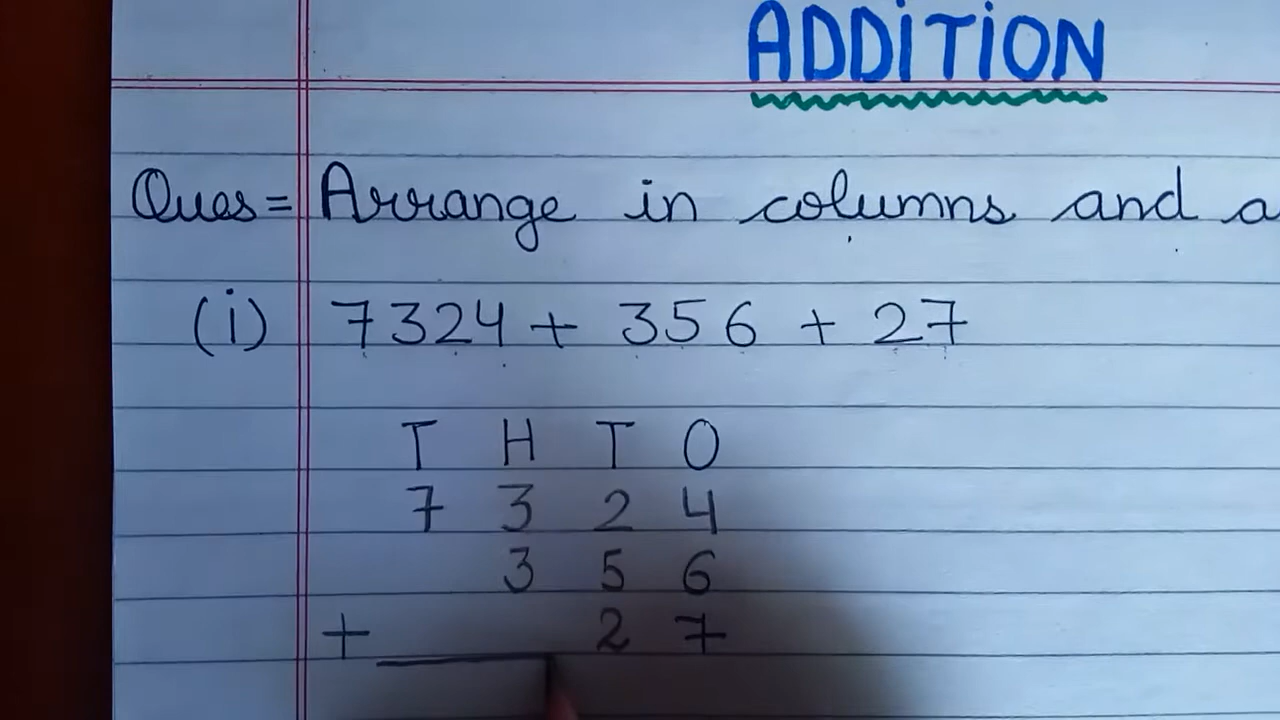 ADDITION
Ques= Arrange in columns and a
(i) 7324 + 356 + 27
T H T O
7 3 2 4
3 5 6
+ 2 7